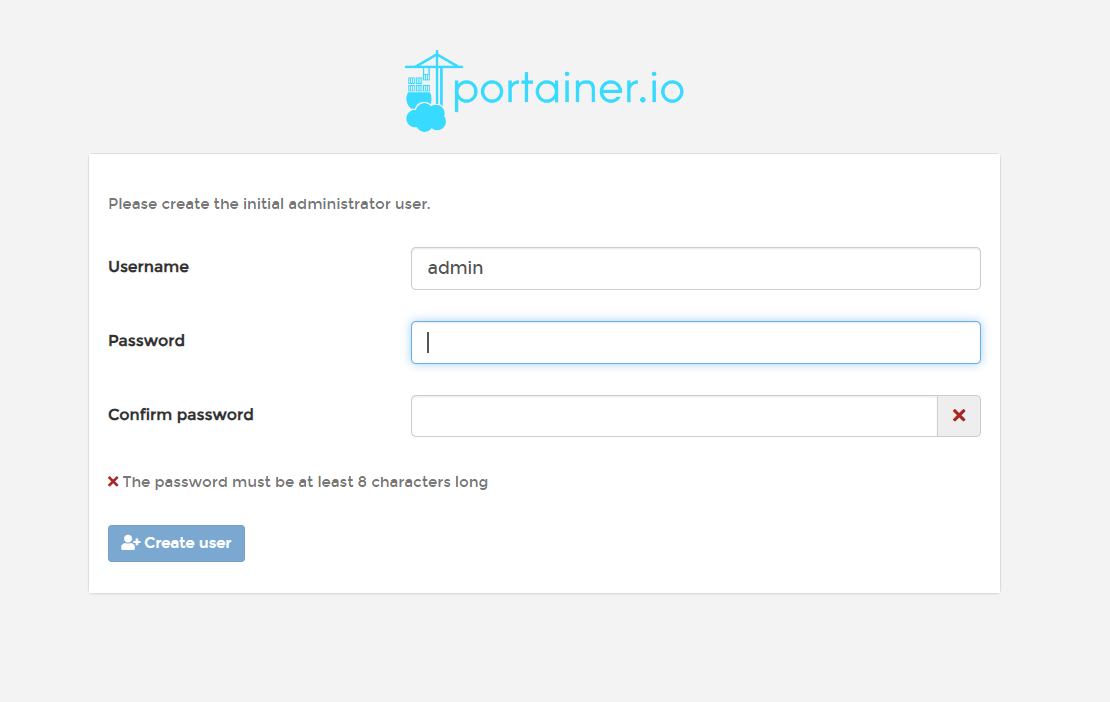 portainer.io
Please create the initial administrator user.
Username
admin
Password
Confirm password
The password must be at least 8 characters long
Create user